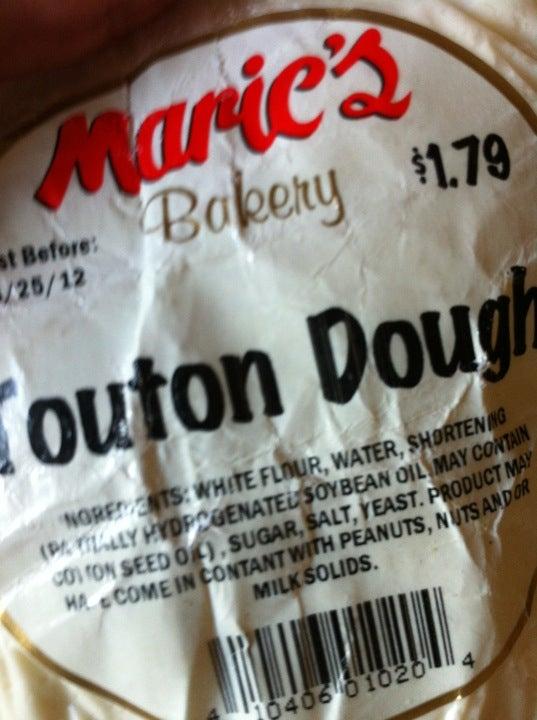 Marie's
Bakery
$1.79
st Before:
/25/12
Touton Dough
INGREDIENTS: WHITE FLOUR, WATER, SHORTENING
(PARTIALLY HYDROGENATED SOYBEAN OIL, MAY CONTAIN
COTTON SEED OIL), SUGAR, SALT, YEAST. PRODUCT MAY
HAVE COME IN CONTANT WITH PEANUTS, NUTS AND OR
MILK SOLIDS.
4 10406 01020 4